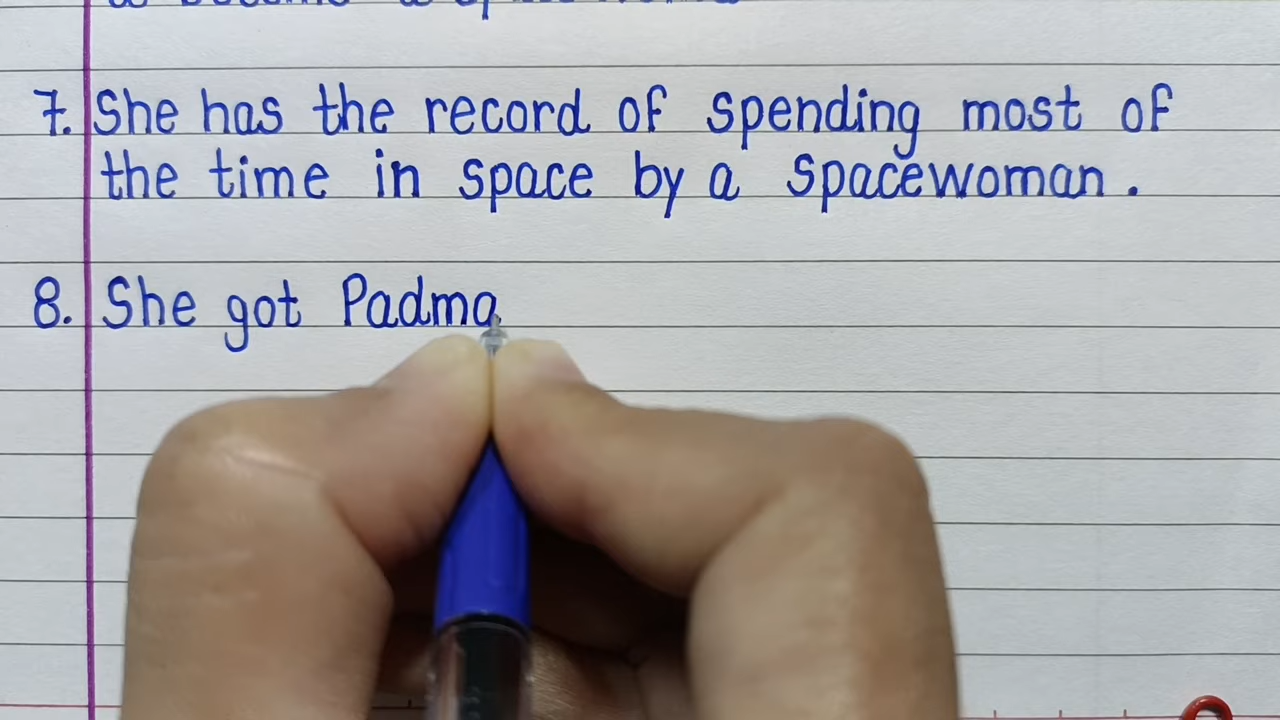 7. She has the record of spending most of
the time in space by a spacewoman.
8. She got Padma